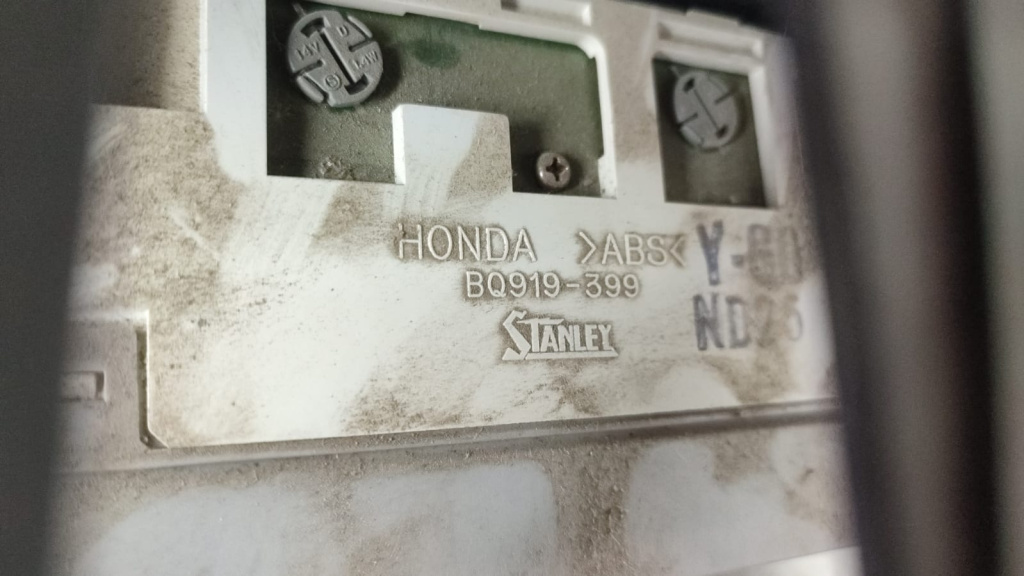 14V
1.4W
HONDA >ABS<
BQ919-399
STANLEY